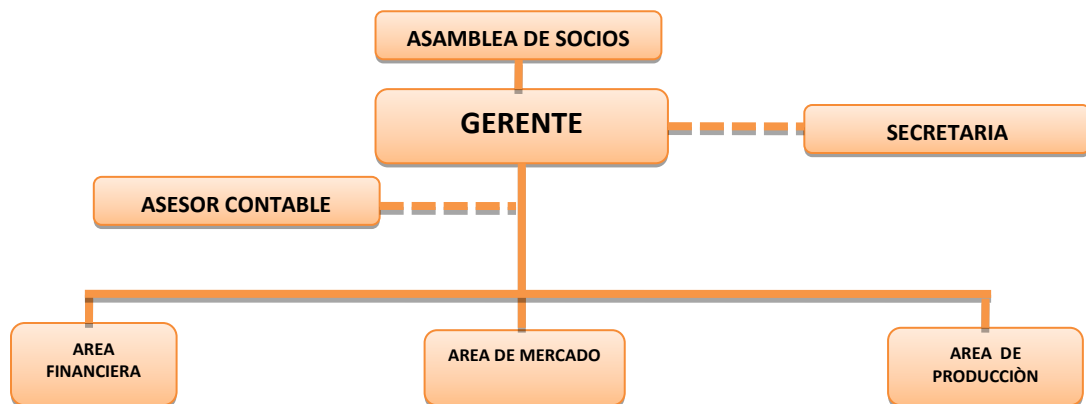 ASAMBLEA DE SOCIOS
GERENTE
SECRETARIA
ASESOR CONTABLE
AREA
FINANCIERA
AREA DE MERCADO
AREA DE
PRODUCCIÒN